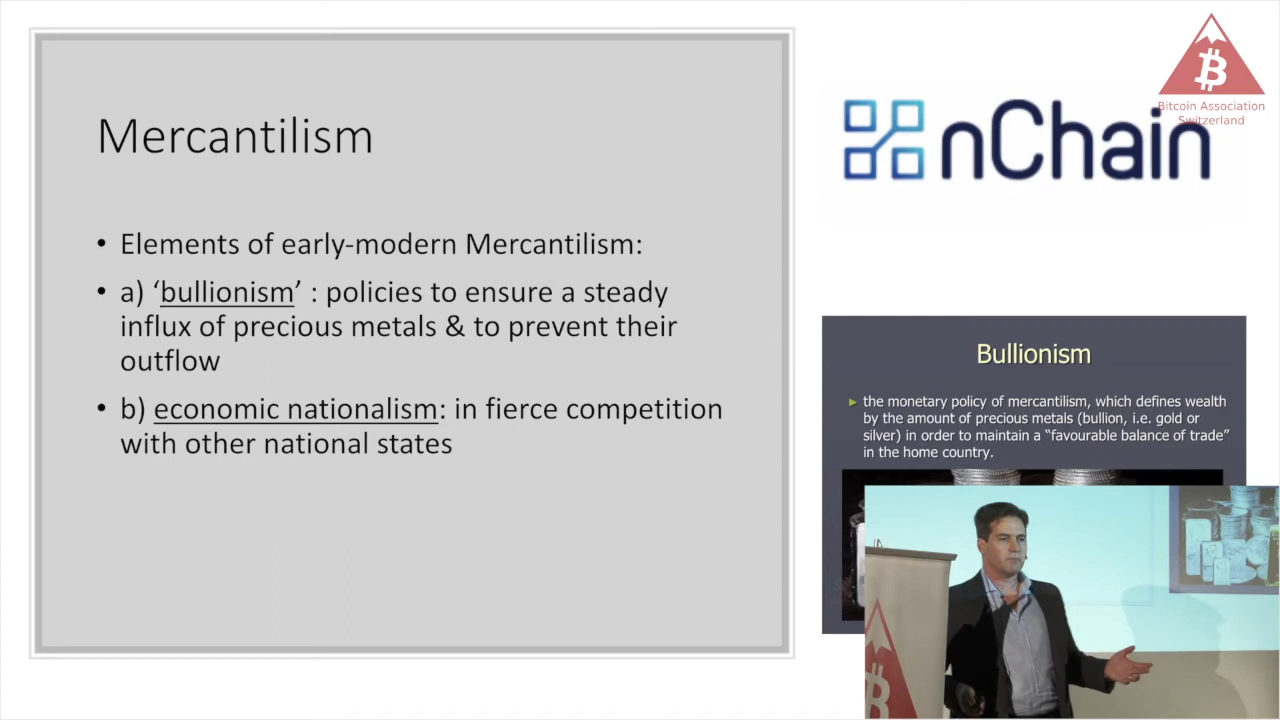 Mercantilism
• Elements of early-modern Mercantilism:
• a) ‘bullionism’ : policies to ensure a steady
influx of precious metals & to prevent their
outflow
• b) economic nationalism: in fierce competition
with other national states
nChain
Bitcoin Association
Switzerland
Bullionism
the monetary policy of mercantilism, which defines wealth
by the amount of precious metals (bullion, i.e. gold or
silver) in order to maintain a “favourable balance of trade”
in the home country.